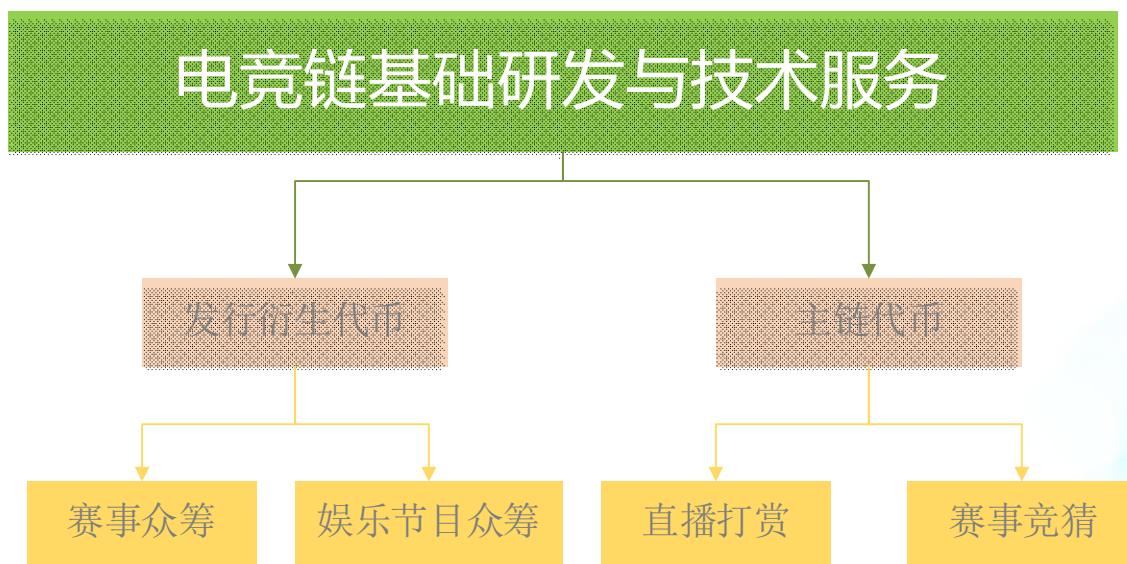 电竞链基础研发与技术服务
发行衍生代币
主链代币
赛事众筹
娱乐节目众筹
直播打赏
赛事竞猜